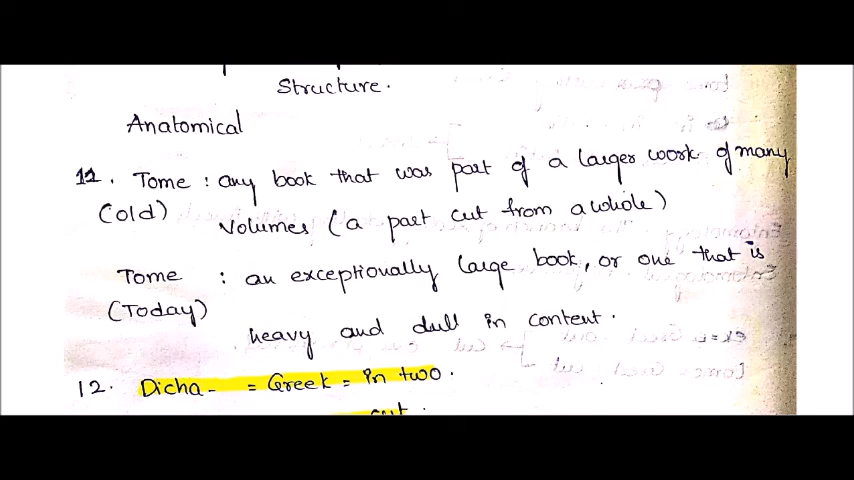 Structure.
Anatomical
11. Tome : any book that was part of a larger work of many
(old) volumes (a part cut from a whole)
Tome : an exceptionally large book, or one that is
(Today) heavy and dull in content.
12. Dicha- = Greek = in two.
cut.